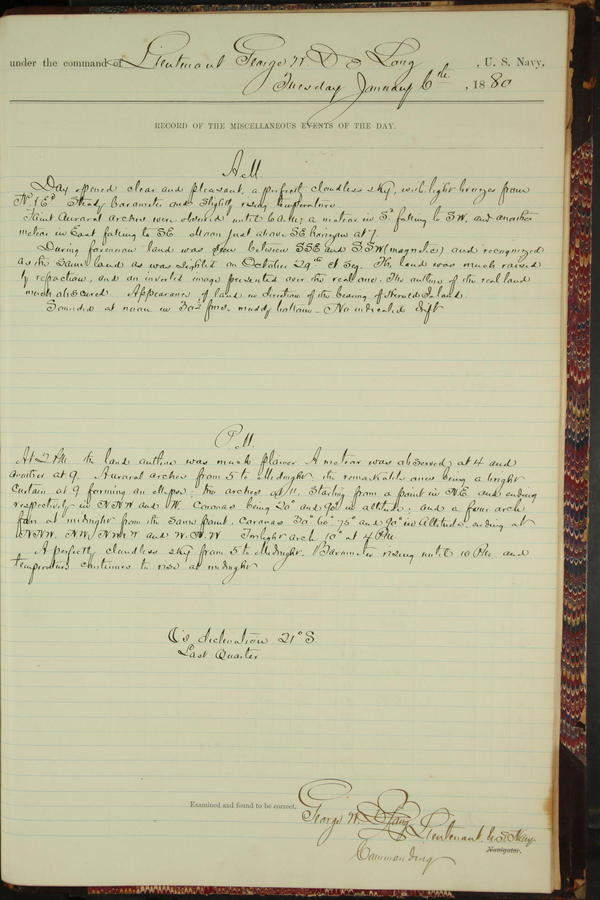 under the command of Lieutenant George W De Long, U. S. Navy,
Tuesday January 6th, 1880
RECORD OF THE MISCELLANEOUS EVENTS OF THE DAY.
A M.
Day opened clear and pleasant, a perfectly cloudless sky, with light breezes from
N. & Ed Steady barometer and slightly rising temperature
Faint Auroral arches were observed until 6 a.m; a meteor in Sd falling to SW. and another
meteor in East falling to SE moon just above SE horizon at 7
During forenoon land was seen between SSE and SSW (magnetic) and recognized
as the same land as was sighted on October 29th et seq. The land was much raised
by refraction, and an inverted image presented over the real one. The outline of the real land
much obscured. Appearance of land in direction of the bearing of Herald Island.
Sounded at noon in 30½ fms. muddy bottom - No indicated drift
P M.
At 2 PM the land outline was much plainer A meteor was observed at 4 and
another at 9. Auroral arches from 5 to Midnight the remarkable ones being a bright
Curtain at 9 forming an ellipse; two arches at 11, starting from a point in N.E. and ending
respectively in NNW and W. Coronas being 20° and 90° in altitude; and a four arch
fan at midnight from the same point. Coronas 30° 60° 75° and 90° in Altitude, ending at
NNW. NW, NW W and W. N. W Twilight arch 10° at 4 PM
A perfectly cloudless sky from 5 to Midnight. Barometer rising until 10 PM. and
temperature continues to rise at midnight
☾'s declination 21° S.
Last Quarter
Examined and found to be correct.
George W. De Long Lieutenant U.S Navy
Navigator.
Commanding